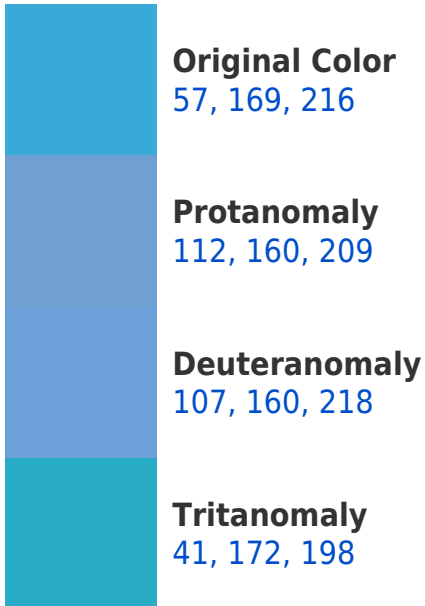 Original Color
57, 169, 216
Protanomaly
112, 160, 209
Deuteranomaly
107, 160, 218
Tritanomaly
41, 172, 198